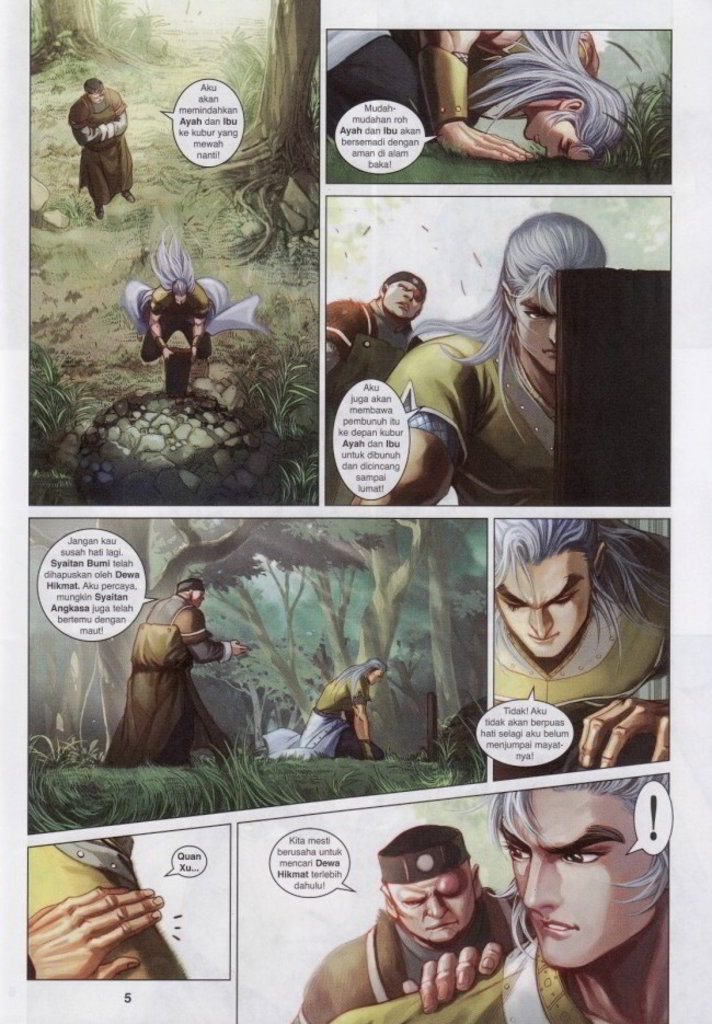 Aku
akan
memindahkan
Ayah dan Ibu
ke kubur yang
mewah
nanti!
Mudah-
mudahan roh
Ayah dan Ibu akan
bersemadi dengan
aman di alam
baka!
Aku
juga akan
membawa
pembunuh itu
ke depan kubur
Ayah dan Ibu
untuk dibunuh
dan dicincang
sampai
lumat!
Jangan kau
susah hati lagi.
Syaitan Bumi telah
dihapuskan oleh Dewa
Hikmat. Aku percaya,
mungkin Syaitan
Angkasa juga telah
bertemu dengan
maut!
Tidak! Aku
tidak akan berpuas
hati selagi aku belum
menjumpai mayat-
nya!
Quan
Xu...
Kita mesti
berusaha untuk
mencari Dewa
Hikmat terlebih
dahulu!
!
5